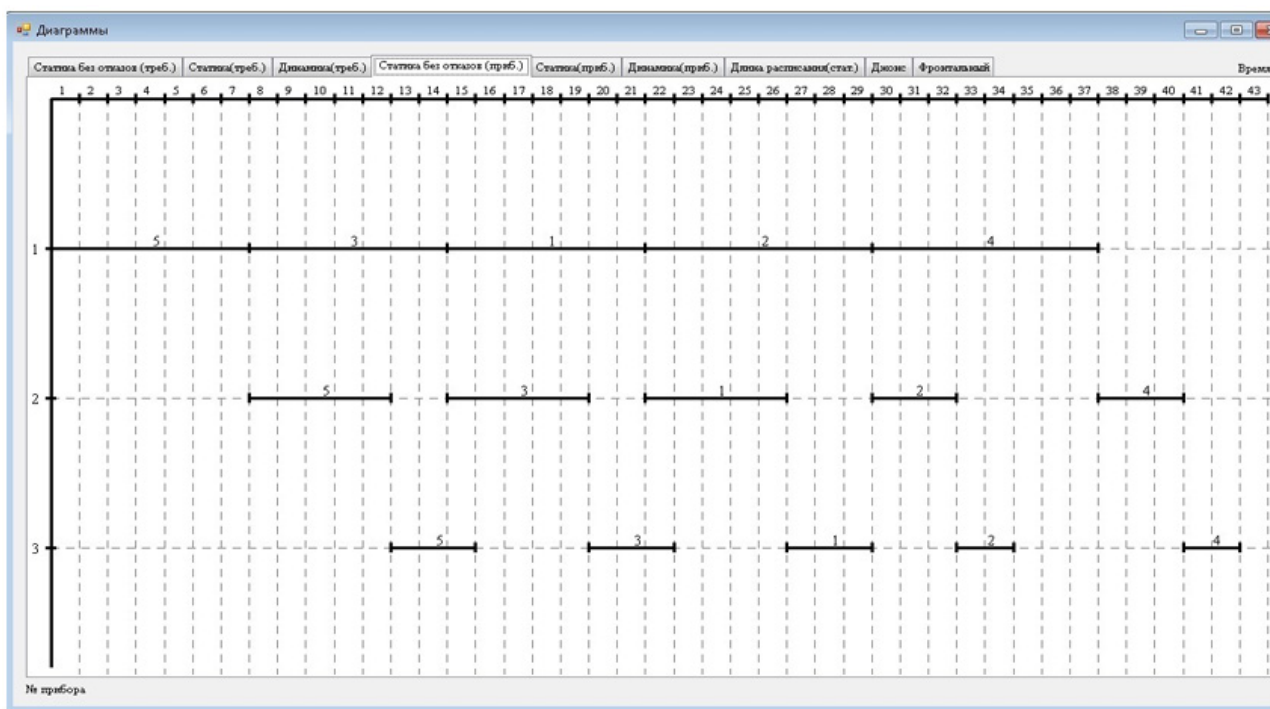 Диаграммы
Статика без отказов (треб.) Статика(треб.) Динамика(треб.) Статика без отказов (приб.) Статика(приб.) Динамика(приб.) Длина расписания(стат.) Джонс Фронтальный Время
1 2 3 4 5 6 7 8 9 10 11 12 13 14 15 16 17 18 19 20 21 22 23 24 25 26 27 28 29 30 31 32 33 34 35 36 37 38 39 40 41 42 43
1 5 3 1 2 4
2 5 3 1 2 4
3 5 3 1 2 4
№ прибора